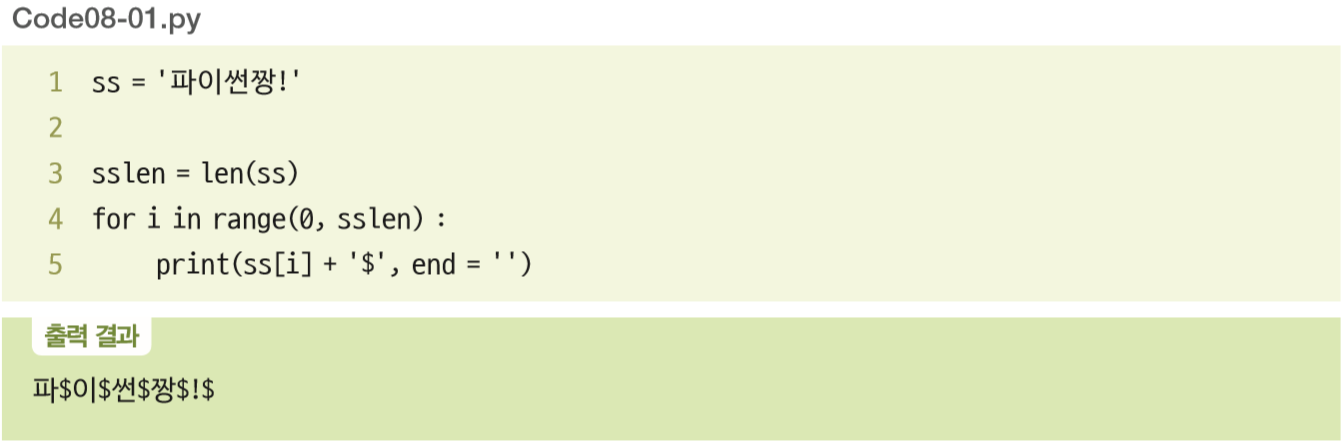 Code08-01.py
1 ss = '파이썬짱!'
2
3 sslen = len(ss)
4 for i in range(0, sslen) :
5     print(ss[i] + '$', end = '')
출력 결과
파$이$썬$짱$!$